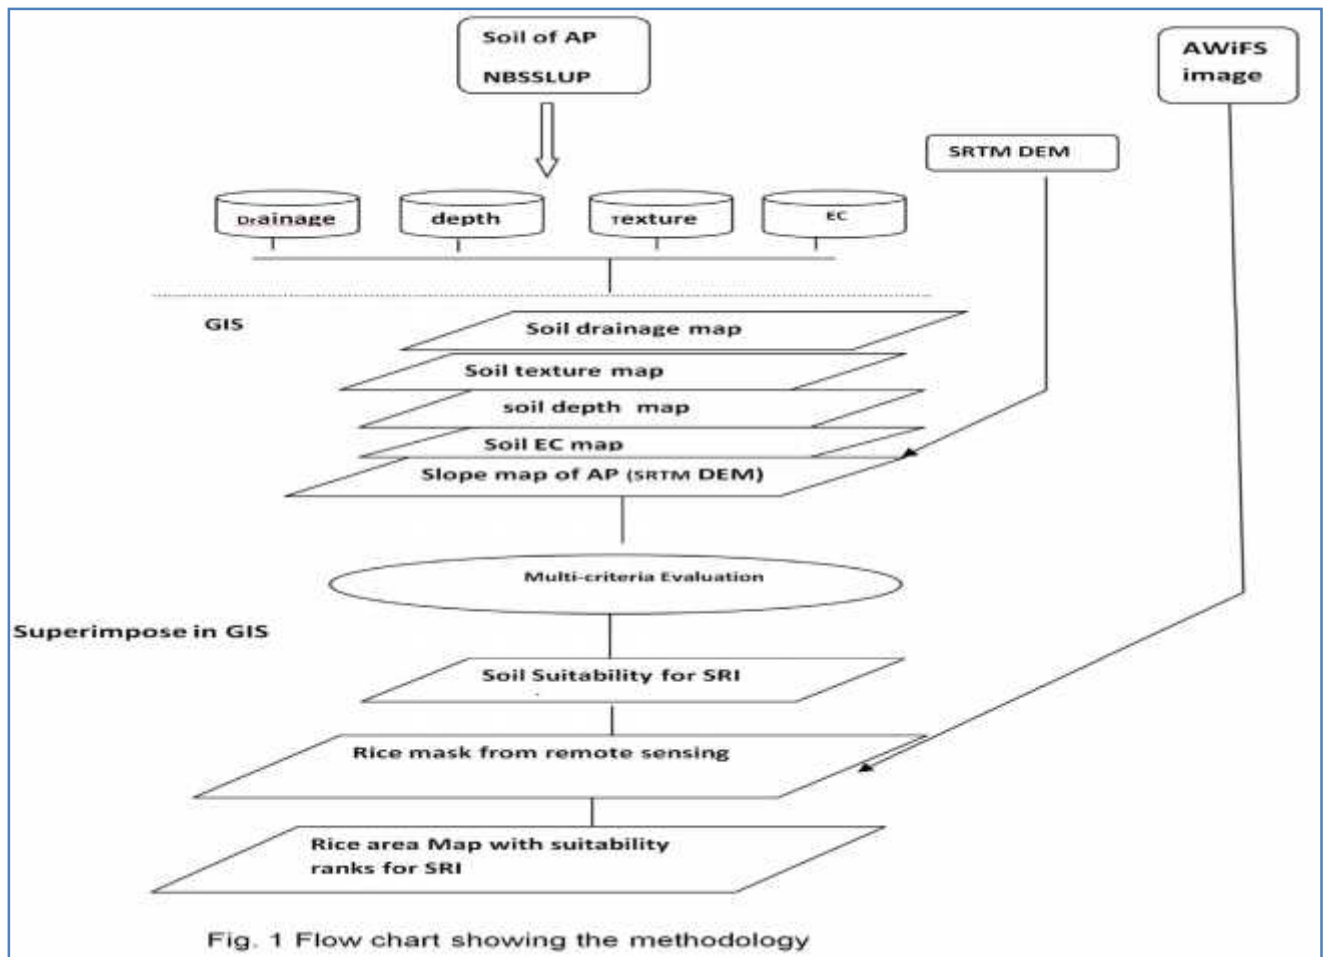 Soil of AP
NBSSLUP
AWiFS
image
SRTM DEM
Drainage
depth
Texture
EC
GIS
Soil drainage map
Soil texture map
soil depth map
Soil EC map
Slope map of AP (SRTM DEM)
Multi-criteria Evaluation
Superimpose in GIS
Soil Suitability for SRI
Rice mask from remote sensing
Rice area Map with suitability
ranks for SRI
Fig. 1 Flow chart showing the methodology